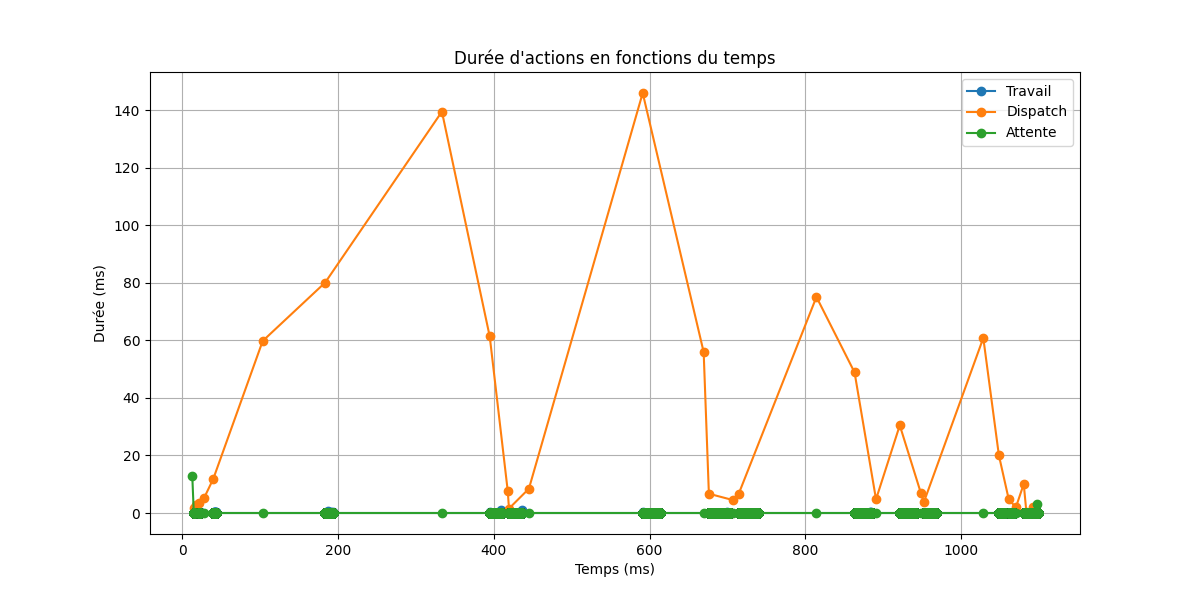 Durée d'actions en fonctions du temps
Travail
Dispatch
Attente
Durée (ms)
140
120
100
80
60
40
20
0
0 200 400 600 800 1000
Temps (ms)